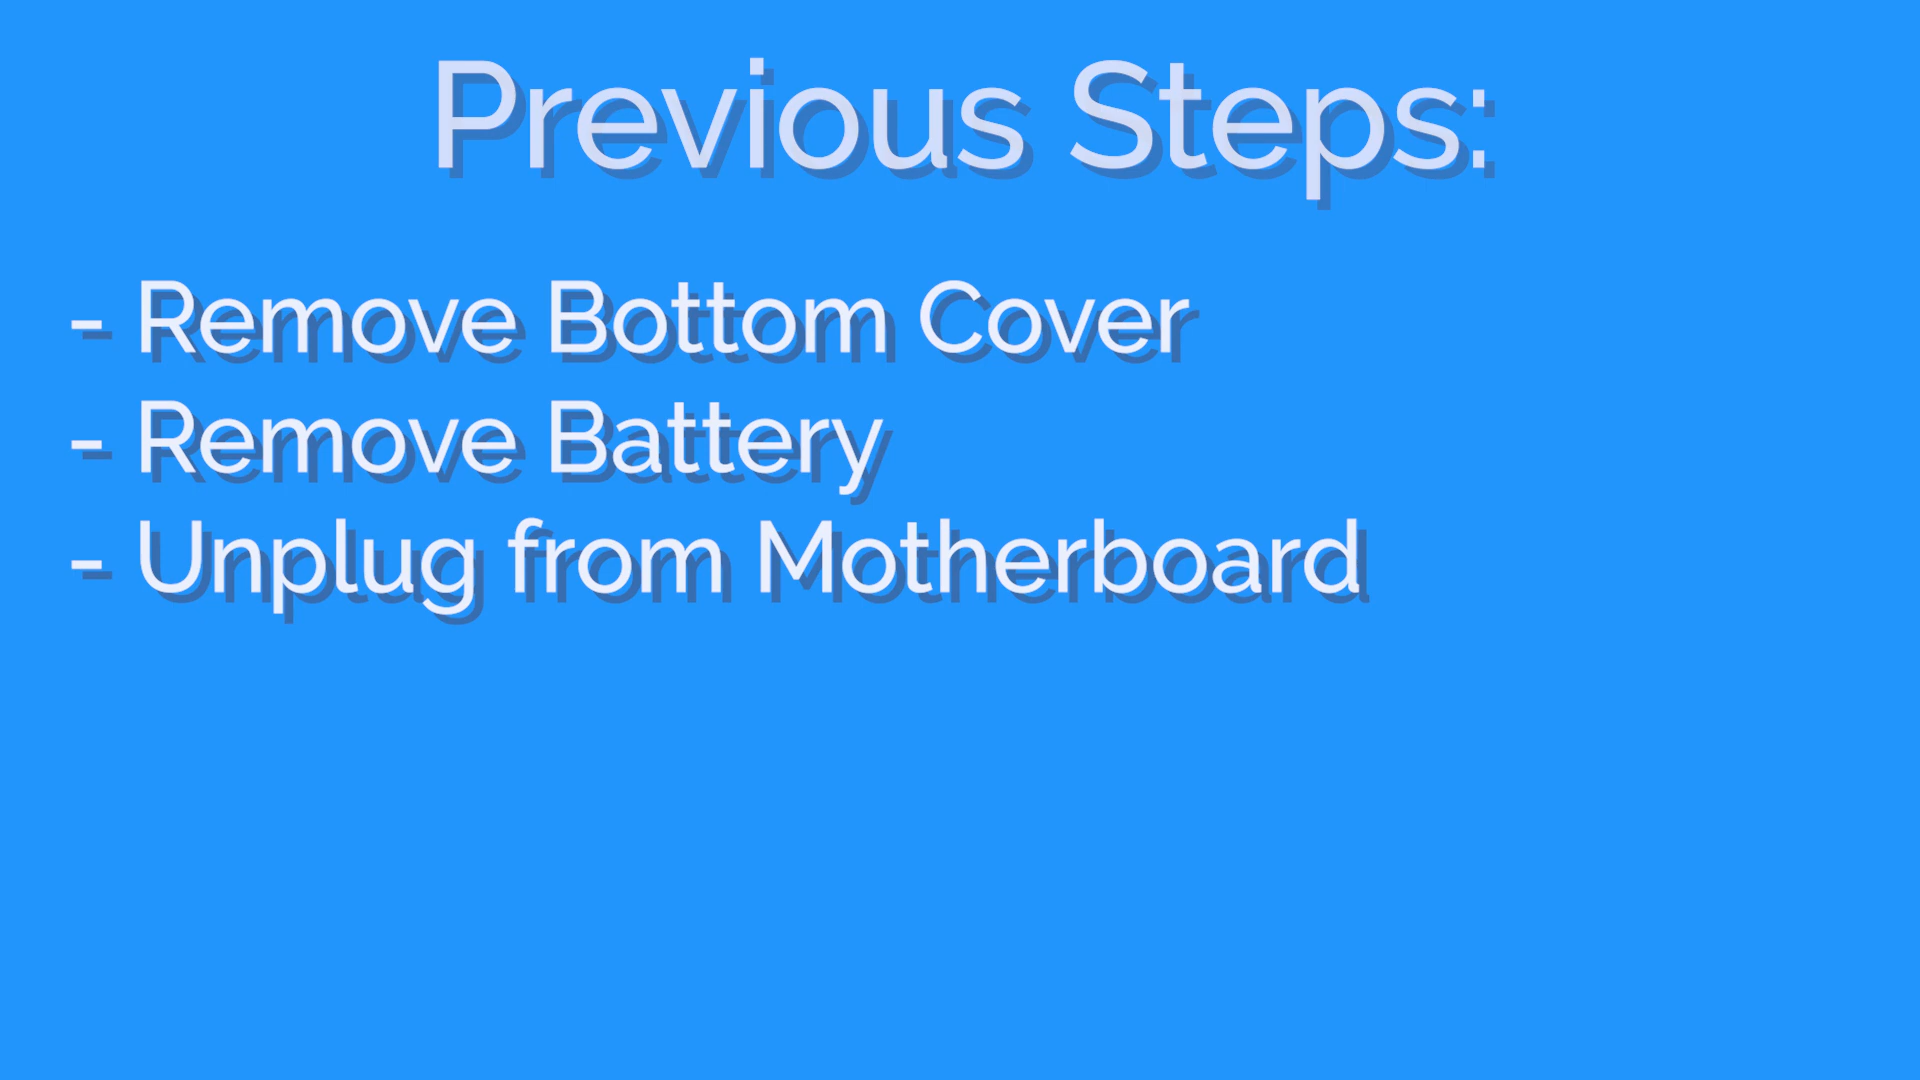 Previous Steps:
- Remove Bottom Cover
- Remove Battery
- Unplug from Motherboard